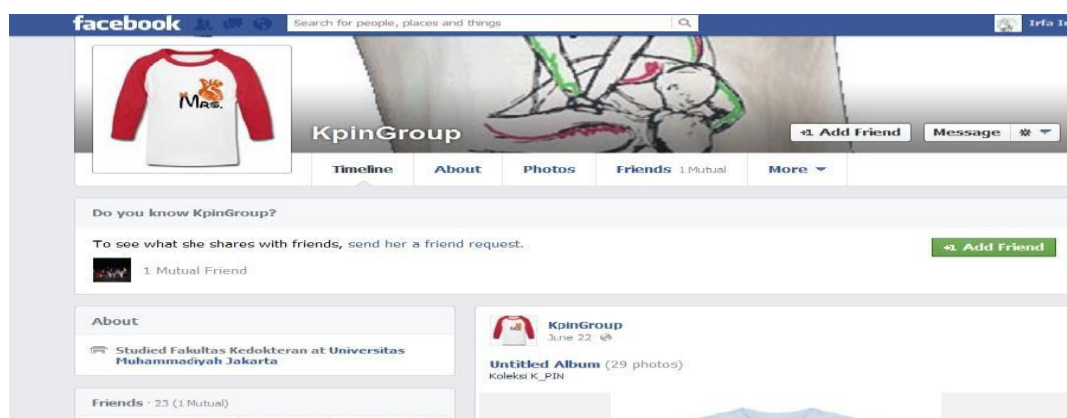 facebook
Search for people, places and things
Mrs.
KpinGroup
+1 Add Friend
Message
Timeline
About
Photos
Friends 1 Mutual
More
Do you know KpinGroup?
To see what she shares with friends, send her a friend request.
+1 Add Friend
1 Mutual Friend
About
Studied Fakultas Kedokteran at Universitas
Muhammadiyah Jakarta
Friends · 23 (1 Mutual)
KpinGroup
June 22
Untitled Album (29 photos)
Koleksi K_PIN